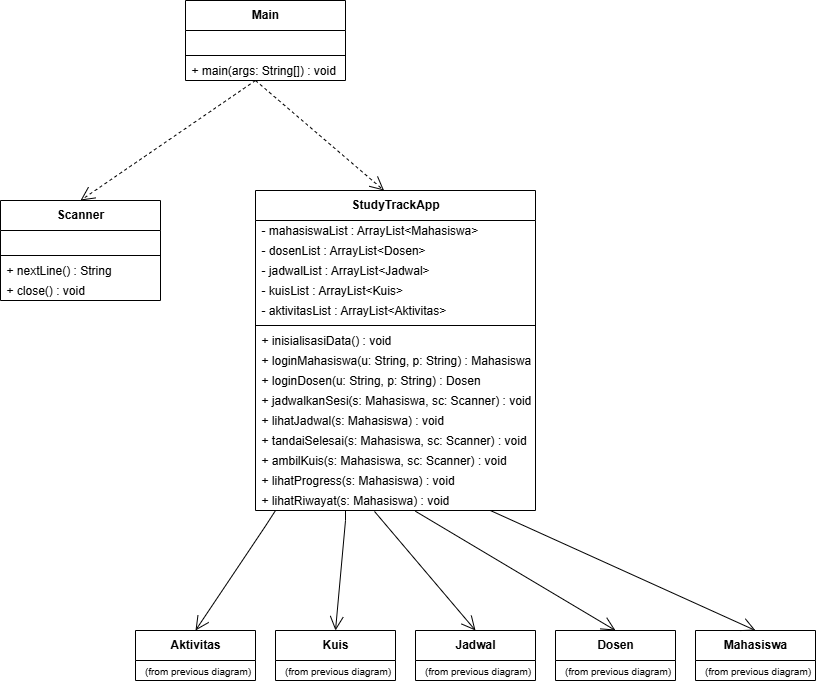 Main
+ main(args: String[]) : void
Scanner
+ nextLine() : String
+ close() : void
StudyTrackApp
- mahasiswaList : ArrayList<Mahasiswa>
- dosenList : ArrayList<Dosen>
- jadwalList : ArrayList<Jadwal>
- kuisList : ArrayList<Kuis>
- aktivitasList : ArrayList<Aktivitas>
+ inisialisasiData() : void
+ loginMahasiswa(u: String, p: String) : Mahasiswa
+ loginDosen(u: String, p: String) : Dosen
+ jadwalkanSesi(s: Mahasiswa, sc: Scanner) : void
+ lihatJadwal(s: Mahasiswa) : void
+ tandaiSelesai(s: Mahasiswa, sc: Scanner) : void
+ ambilKuis(s: Mahasiswa, sc: Scanner) : void
+ lihatProgress(s: Mahasiswa) : void
+ lihatRiwayat(s: Mahasiswa) : void
Aktivitas
(from previous diagram)
Kuis
(from previous diagram)
Jadwal
(from previous diagram)
Dosen
(from previous diagram)
Mahasiswa
(from previous diagram)